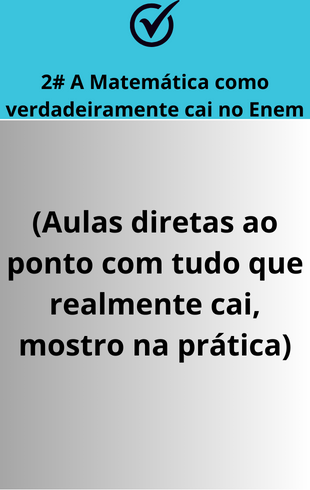 2# A Matemática como
verdadeiramente cai no Enem
(Aulas diretas ao
ponto com tudo que
realmente cai,
mostro na prática)